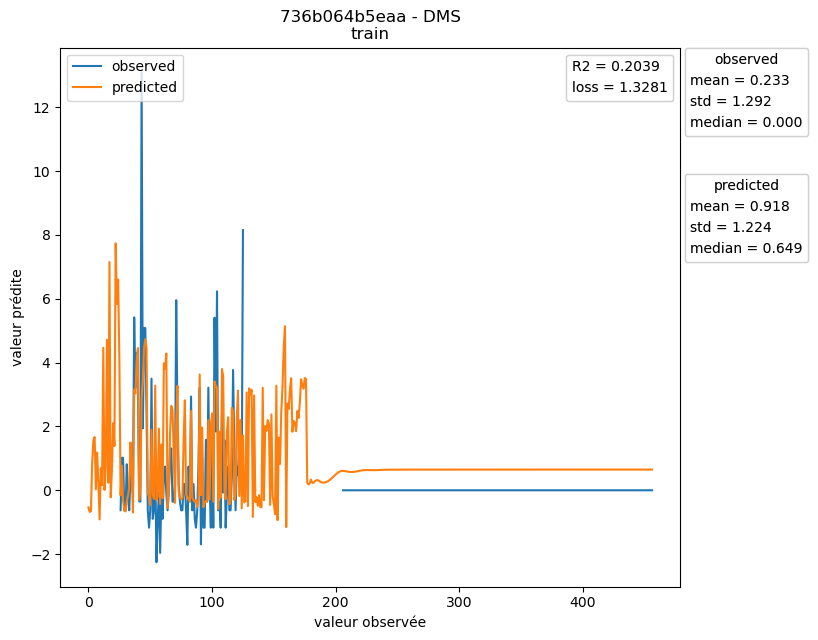 736b064b5eaa - DMS
train
observed
predicted
R2 = 0.2039
loss = 1.3281
observed
mean = 0.233
std = 1.292
median = 0.000
predicted
mean = 0.918
std = 1.224
median = 0.649
valeur prédite
12
10
8
6
4
2
0
−2
0 100 200 300 400
valeur observée